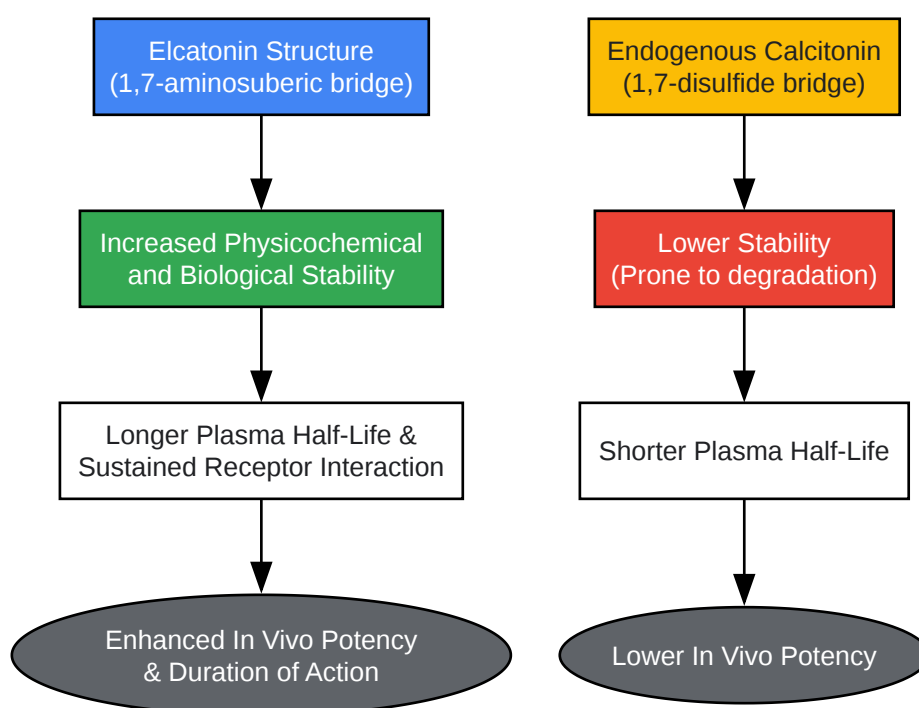 Elcatonin Structure
(1,7-aminosuberic bridge)
Increased Physicochemical
and Biological Stability
Longer Plasma Half-Life &
Sustained Receptor Interaction
Enhanced In Vivo Potency
& Duration of Action
Endogenous Calcitonin
(1,7-disulfide bridge)
Lower Stability
(Prone to degradation)
Shorter Plasma Half-Life
Lower In Vivo Potency